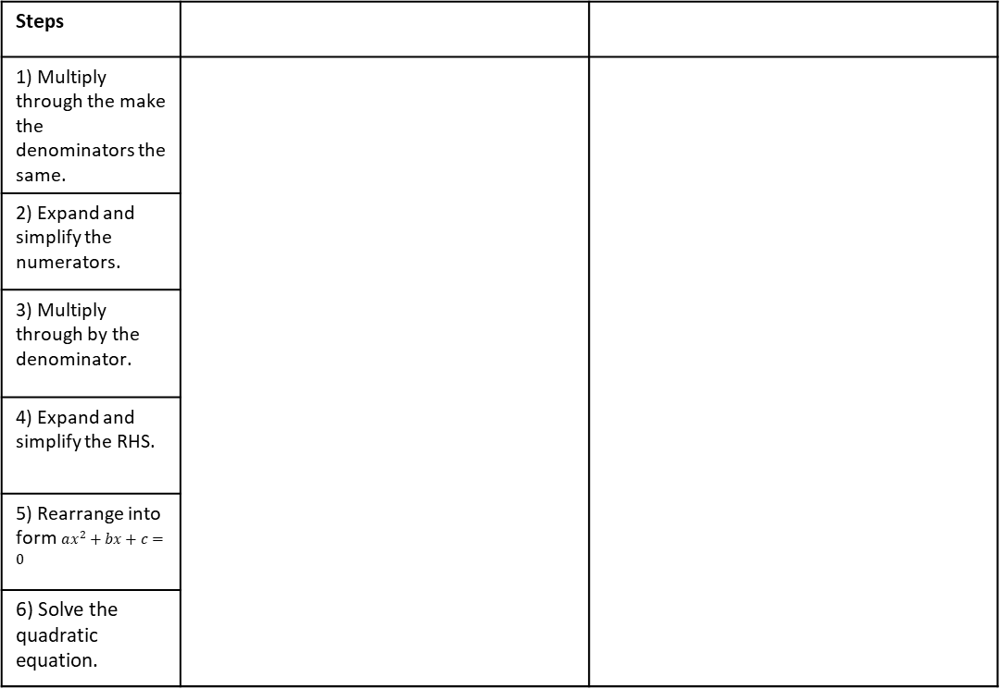 Steps
1) Multiply
through the make
the
denominators the
same.
2) Expand and
simplify the
numerators.
3) Multiply
through by the
denominator.
4) Expand and
simplify the RHS.
5) Rearrange into
form ax² + bx + c =
0
6) Solve the
quadratic
equation.